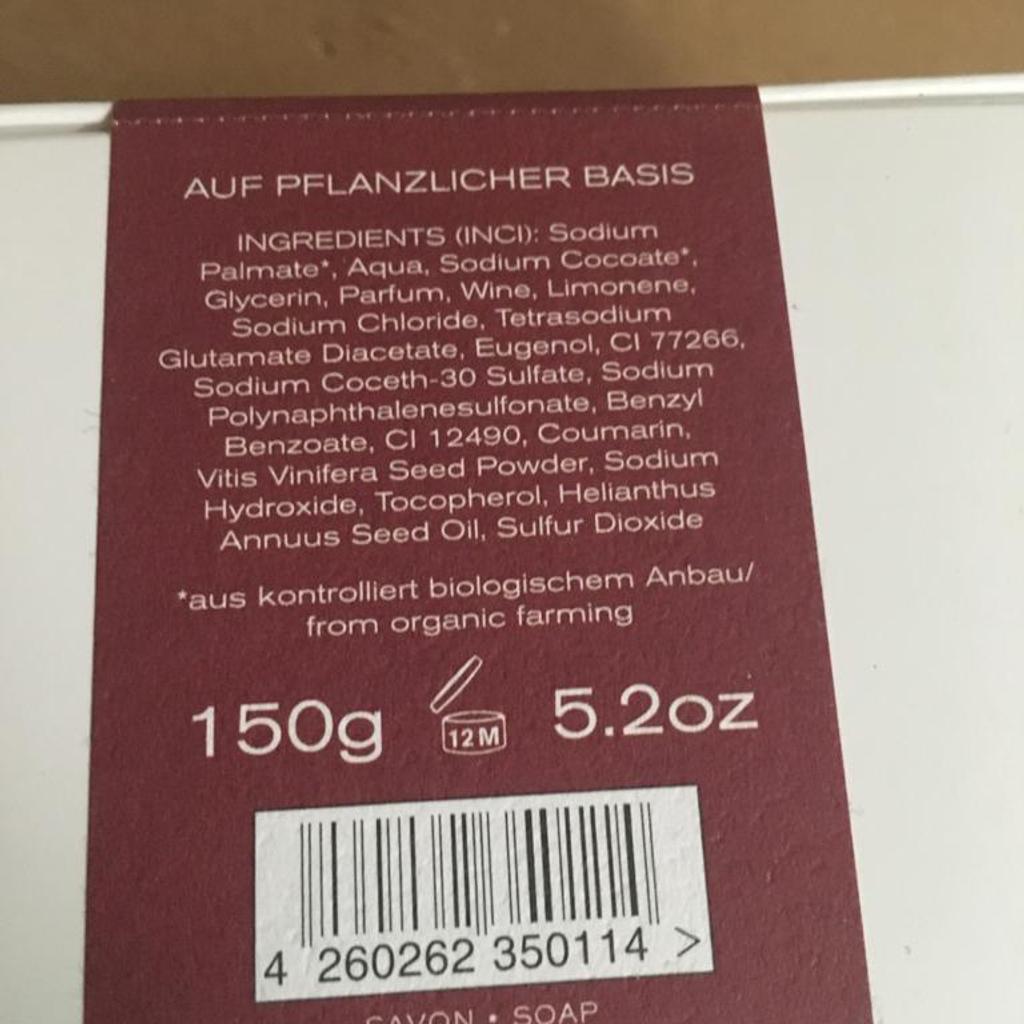 AUF PFLANZLICHER BASIS
INGREDIENTS (INCI): Sodium
Palmate*, Aqua, Sodium Cocoate*,
Glycerin, Parfum, Wine, Limonene,
Sodium Chloride, Tetrasodium
Glutamate Diacetate, Eugenol, CI 77266,
Sodium Coceth-30 Sulfate, Sodium
Polynaphthalenesulfonate, Benzyl
Benzoate, CI 12490, Coumarin,
Vitis Vinifera Seed Powder, Sodium
Hydroxide, Tocopherol, Helianthus
Annuus Seed Oil, Sulfur Dioxide
*aus kontrolliert biologischem Anbau/
from organic farming
150g 12M 5.2oz
4 260262 350114 >
SAVON • SOAP